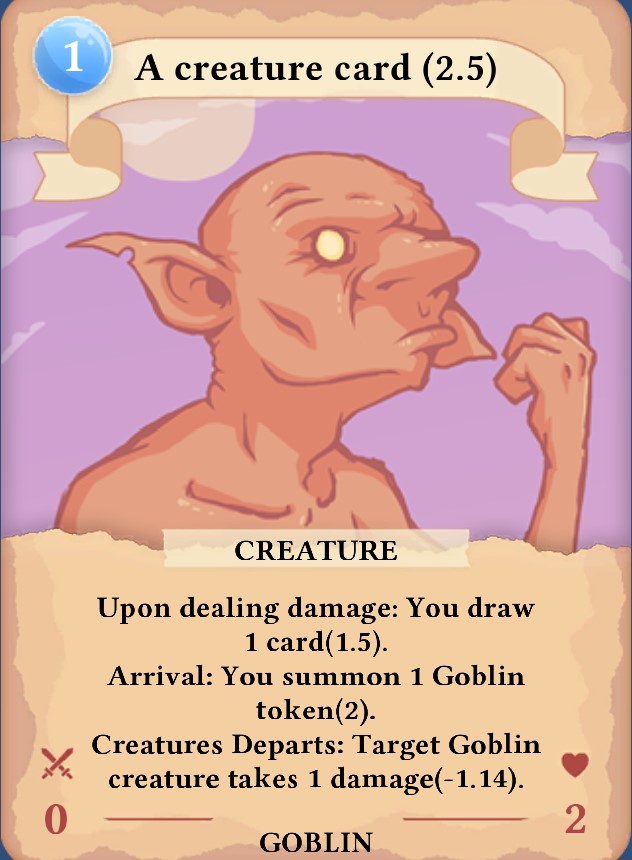 1
A creature card (2.5)
CREATURE
Upon dealing damage: You draw
1 card(1.5).
Arrival: You summon 1 Goblin
token(2).
Creatures Departs: Target Goblin
creature takes 1 damage(-1.14).
0
2
GOBLIN